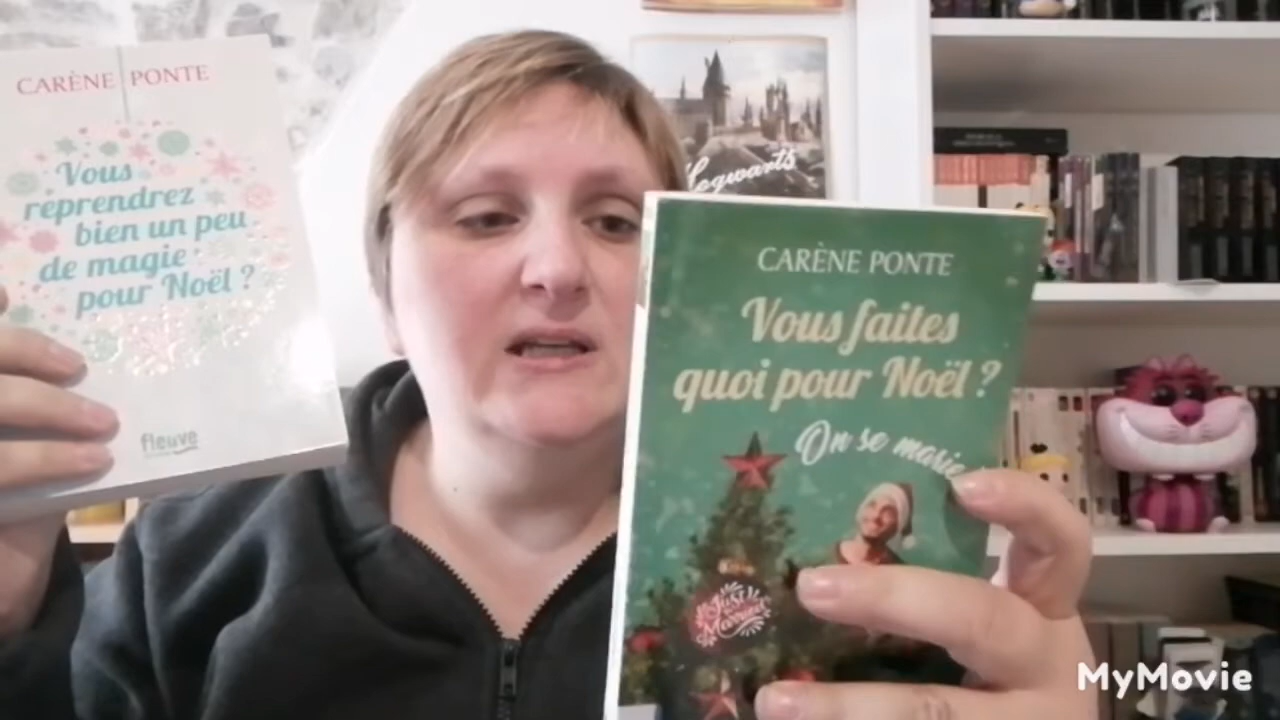 CARÈNE PONTE
Vous
reprendrez
bien un peu
de magie
pour Noël ?
fleuve
Hogwarts
CARÈNE PONTE
Vous faites
quoi pour Noël ?
On se marie
Just
Married
MyMovie